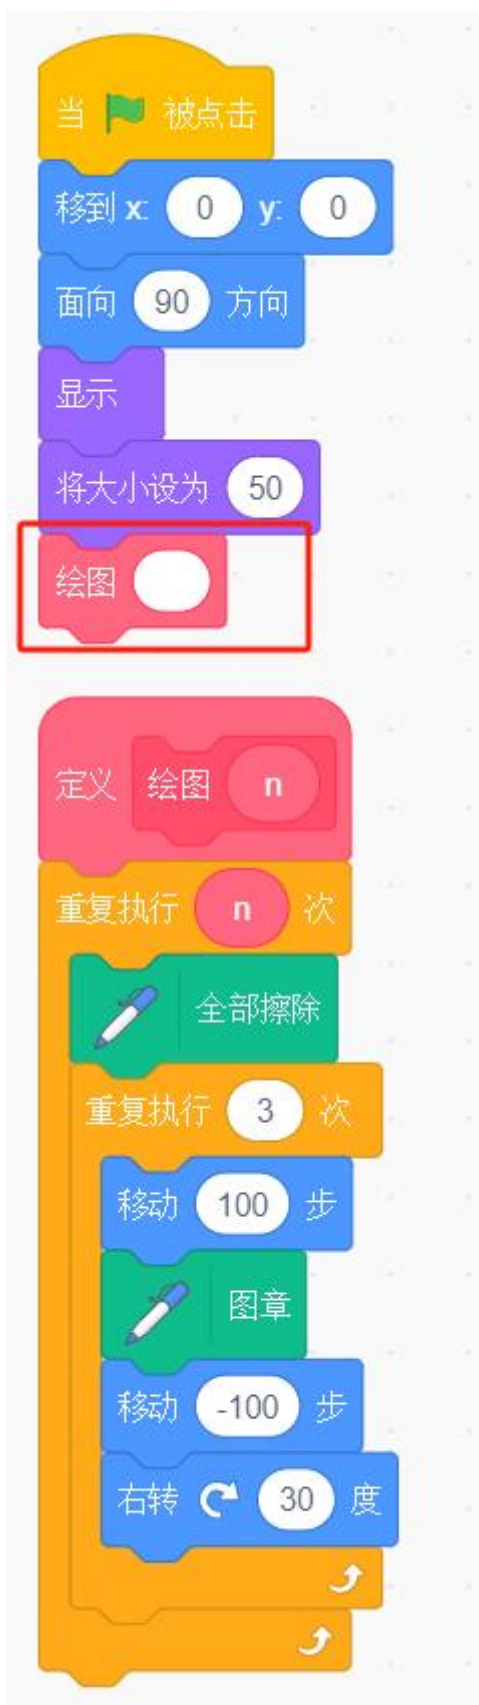 当 被点击
移到 x: 0 y: 0
面向 90 方向
显示
将大小设为 50
绘图
定义 绘图 n
重复执行 n 次
全部擦除
重复执行 3 次
移动 100 步
图章
移动 -100 步
右转 30 度